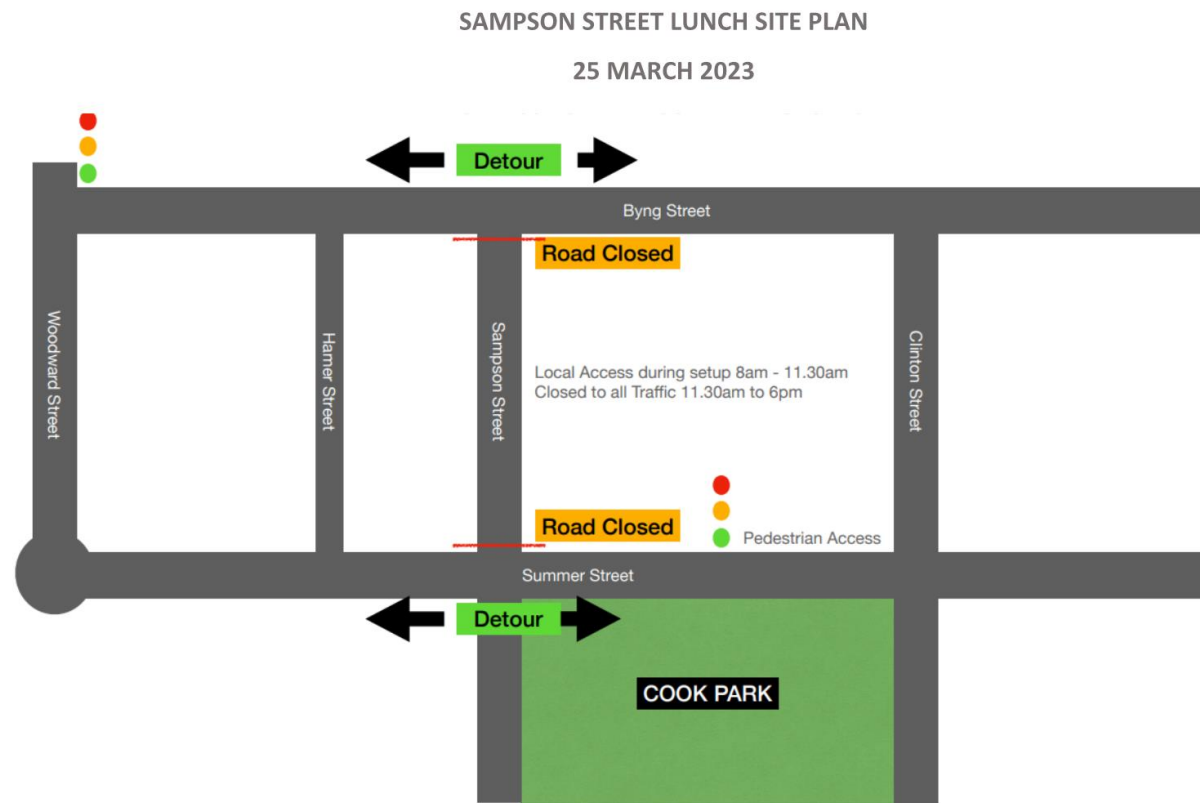 SAMPSON STREET LUNCH SITE PLAN
25 MARCH 2023
Detour
Byng Street
Road Closed
Woodward Street
Hamer Street
Sampson Street
Local Access during setup 8am - 11.30am
Closed to all Traffic 11.30am to 6pm
Clinton Street
Road Closed
Pedestrian Access
Summer Street
Detour
COOK PARK